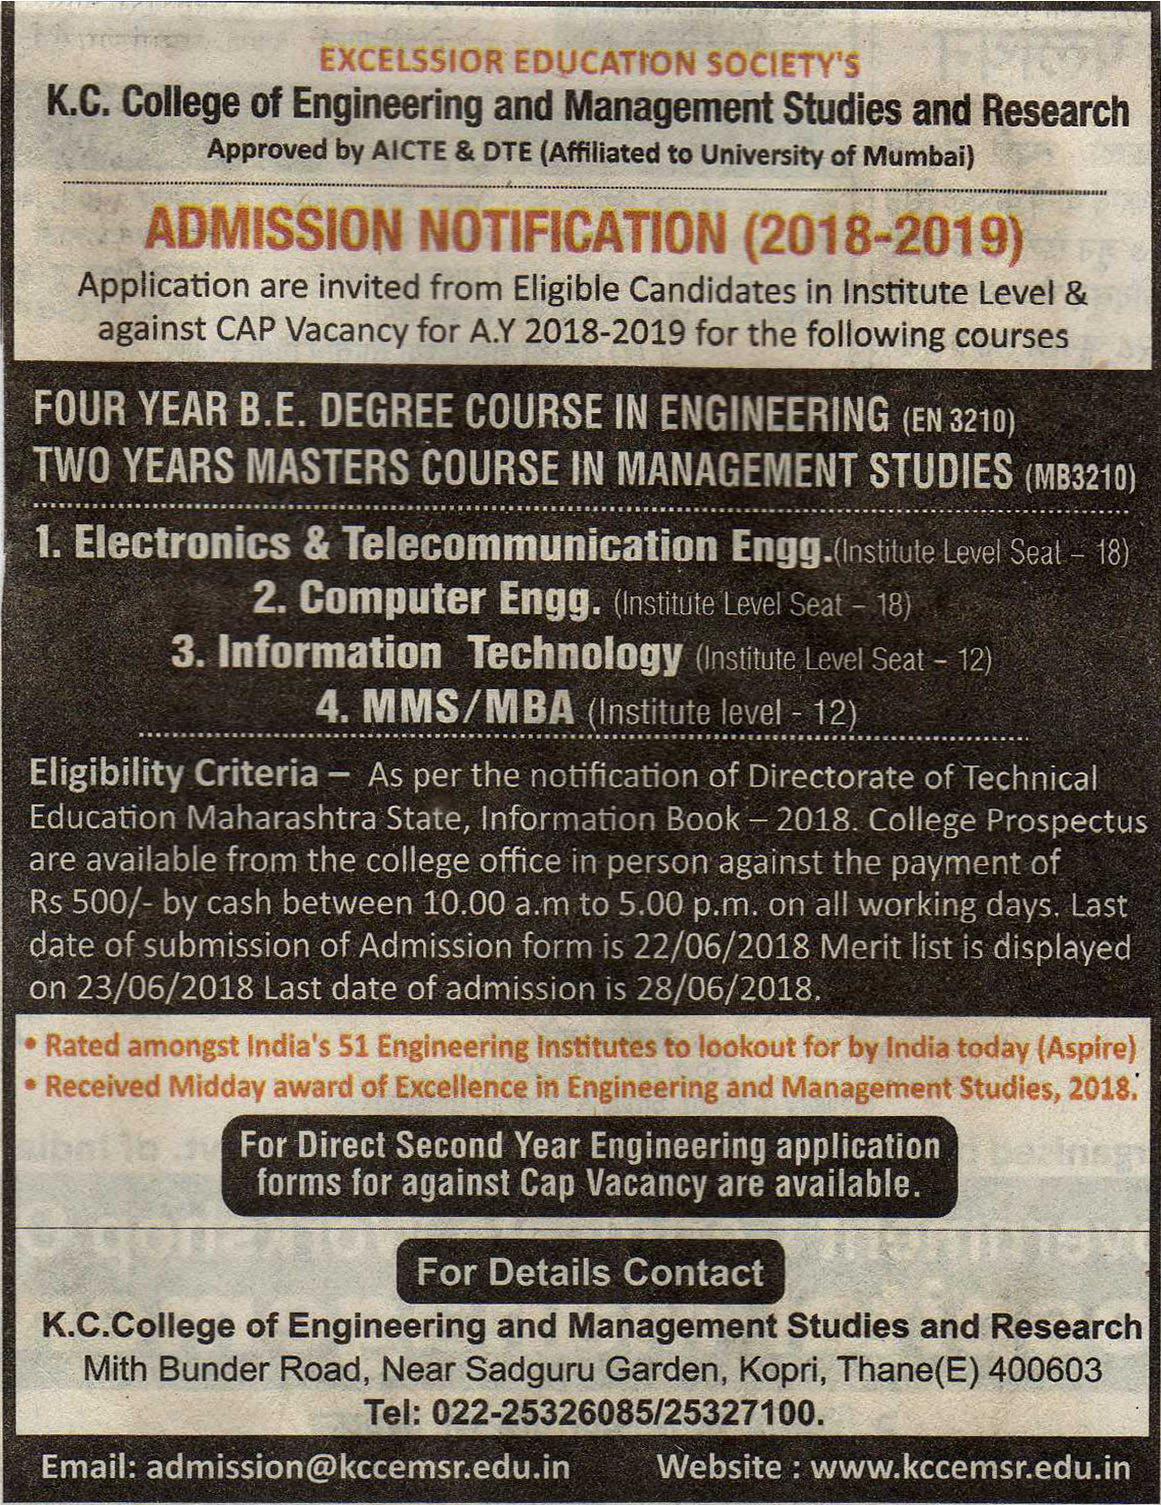 EXCELSSIOR EDUCATION SOCIETY'S
K.C. College of Engineering and Management Studies and Research
Approved by AICTE & DTE (Affiliated to University of Mumbai)
ADMISSION NOTIFICATION (2018-2019)
Application are invited from Eligible Candidates in Institute Level &
against CAP Vacancy for A.Y 2018-2019 for the following courses
FOUR YEAR B.E. DEGREE COURSE IN ENGINEERING (EN 3210)
TWO YEARS MASTERS COURSE IN MANAGEMENT STUDIES (MB3210)
1. Electronics & Telecommunication Engg.(Institute Level Seat – 18)
2. Computer Engg. (Institute Level Seat – 18)
3. Information Technology (Institute Level Seat – 12)
4. MMS/MBA (Institute level - 12)
Eligibility Criteria – As per the notification of Directorate of Technical
Education Maharashtra State, Information Book – 2018. College Prospectus
are available from the college office in person against the payment of
Rs 500/- by cash between 10.00 a.m to 5.00 p.m. on all working days. Last
date of submission of Admission form is 22/06/2018 Merit list is displayed
on 23/06/2018 Last date of admission is 28/06/2018.
• Rated amongst India's 51 Engineering Institutes to lookout for by India today (Aspire)
• Received Midday award of Excellence in Engineering and Management Studies, 2018.
For Direct Second Year Engineering application
forms for against Cap Vacancy are available.
For Details Contact
K.C.College of Engineering and Management Studies and Research
Mith Bunder Road, Near Sadguru Garden, Kopri, Thane(E) 400603
Tel: 022-25326085/25327100.
Email: admission@kccemsr.edu.in Website : www.kccemsr.edu.in